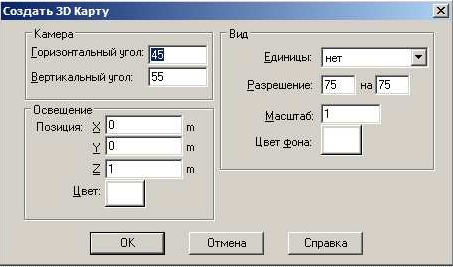 Создать 3D Карту
Камера
Горизонтальный угол: 45
Вертикальный угол: 55
Освещение
Позиция: X 0 m
Y 0 m
Z 1 m
Цвет:
Вид
Единицы: нет
Разрешение: 75 на 75
Масштаб: 1
Цвет фона:
OK Отмена Справка